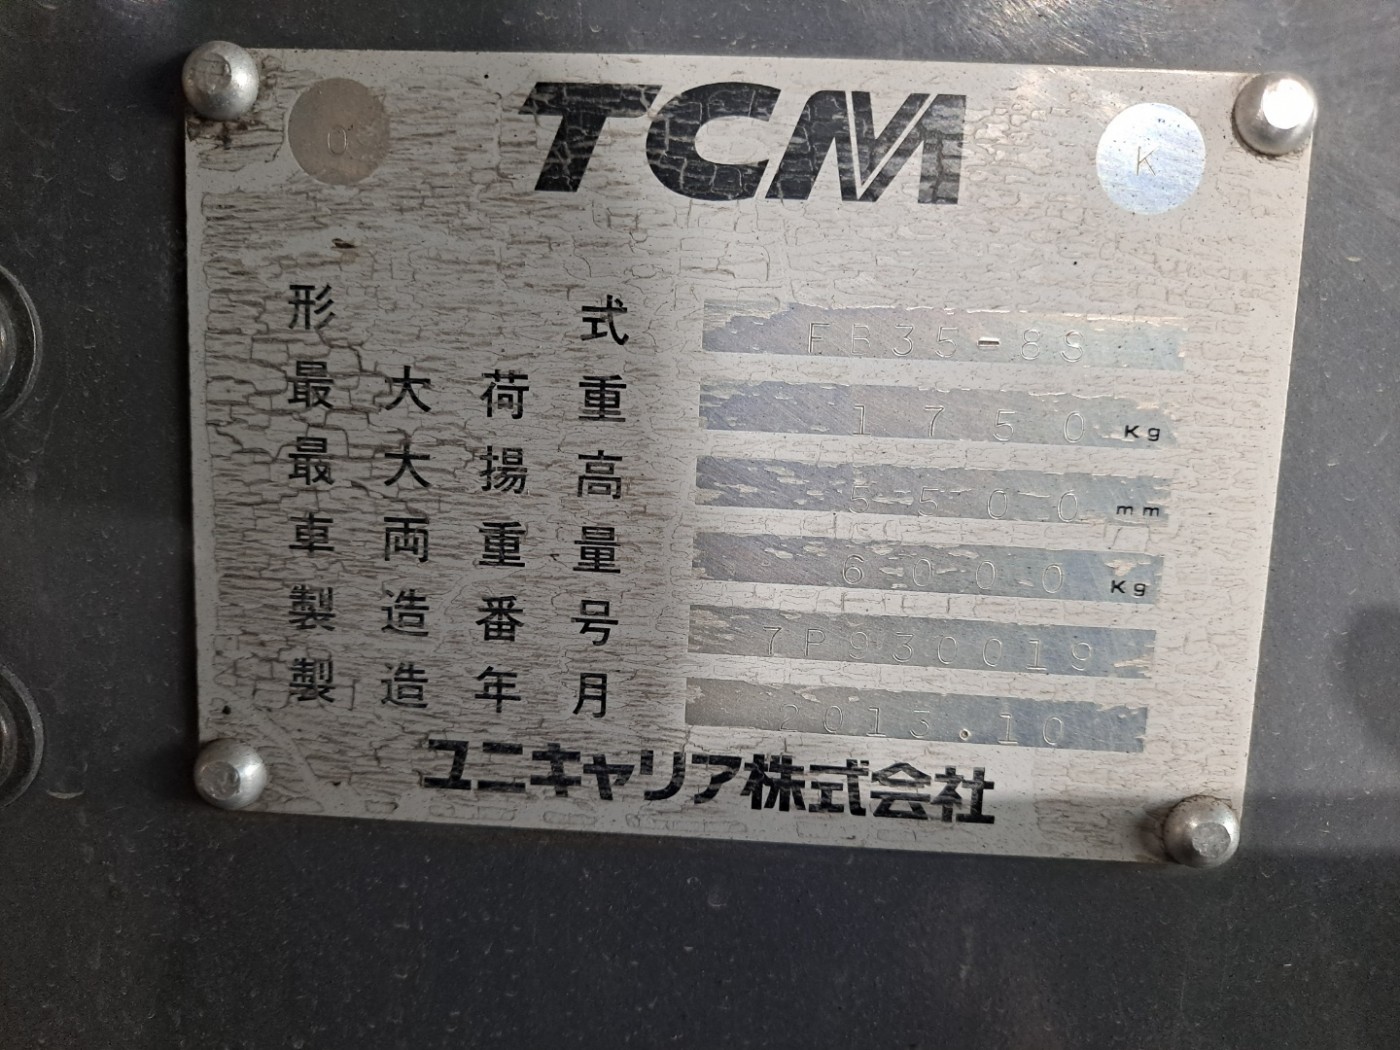 O TCM K
形式 FB35-8S
最大荷重 1750 Kg
最大揚高 5500 mm
車両重量 6000 Kg
製造番号 7P930019
製造年月 2013.10
ユニキャリア株式会社